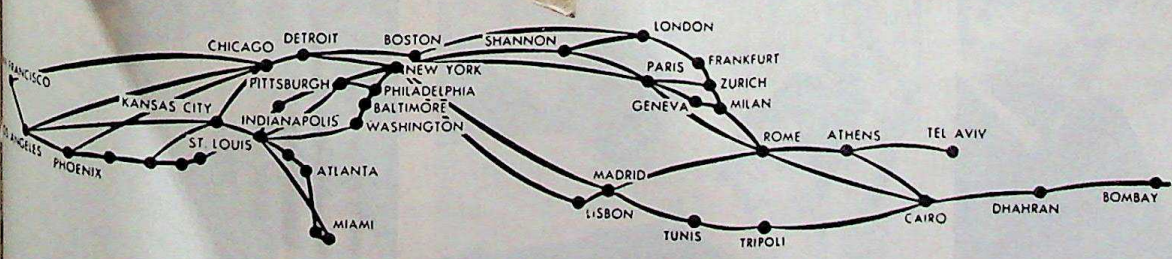 LONDON
DETROIT
BOSTON
SHANNON
CHICAGO
FRANKFURT
PARIS
NEW YORK
FRANCISCO
PITTSBURGH
ZURICH
PHILADELPHIA
KANSAS CITY
BALTIMORE
GENEVA
MILAN
INDIANAPOLIS
WASHINGTON
ROME
ATHENS
TEL AVIV
ST. LOUIS
ANGELES
PHOENIX
ATLANTA
MADRID
LISBON
BOMBAY
DHAHRAN
CAIRO
MIAMI
TUNIS
TRIPOLI